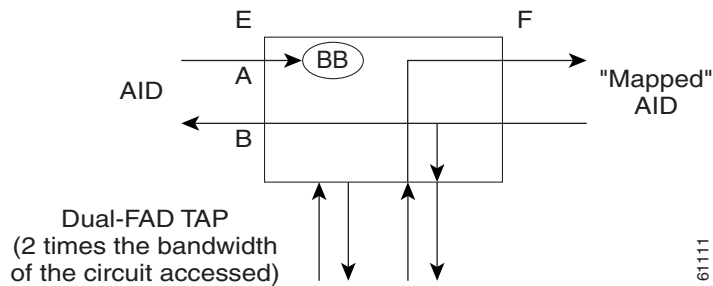 E
F
BB
A
AID
"Mapped"
AID
B
Dual-FAD TAP
(2 times the bandwidth
of the circuit accessed)
61111